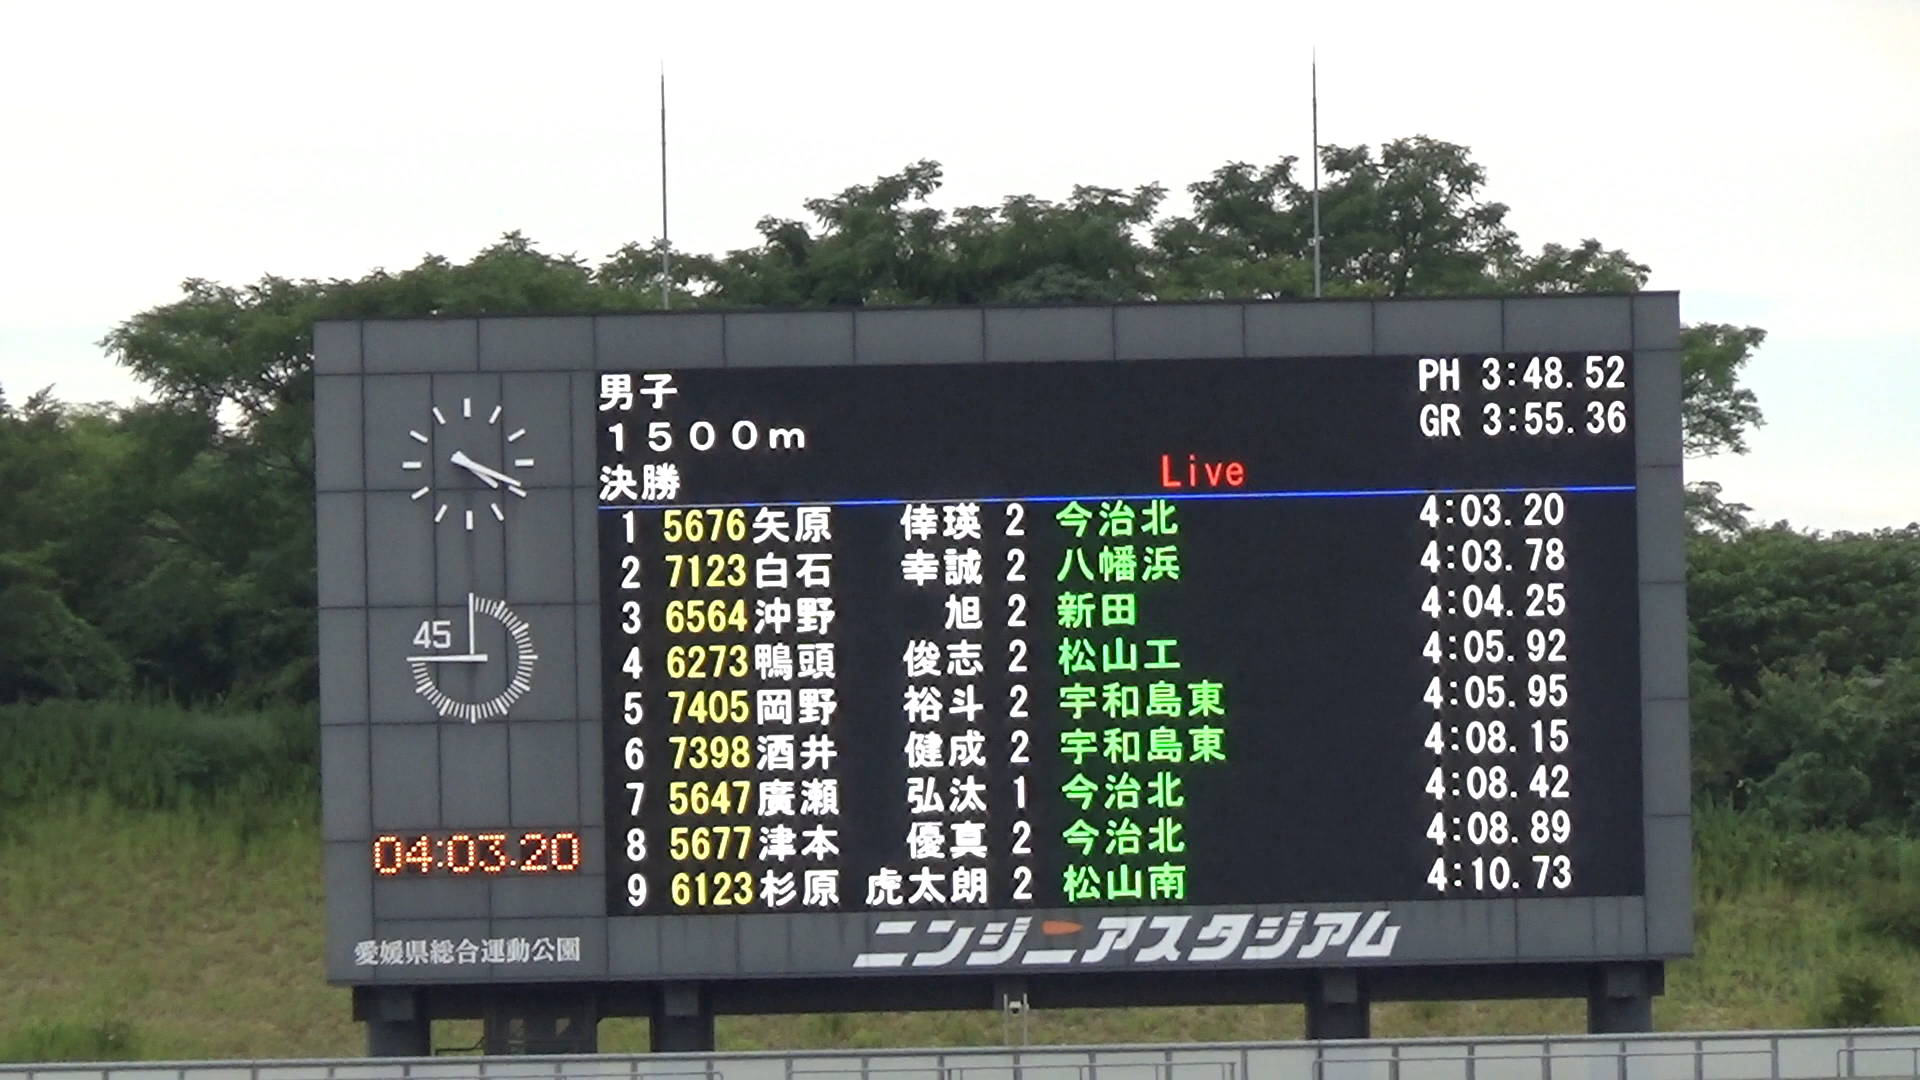 男子
PH 3:48.52
１５００ｍ
GR 3:55.36
決勝
Live
1 5676 矢原 倖瑛 2 今治北 4:03.20
2 7123 白石 幸誠 2 八幡浜 4:03.78
3 6564 沖野 旭 2 新田 4:04.25
4 6273 鴨頭 俊志 2 松山工 4:05.92
5 7405 岡野 裕斗 2 宇和島東 4:05.95
6 7398 酒井 健成 2 宇和島東 4:08.15
7 5647 廣瀬 弘汰 1 今治北 4:08.42
8 5677 津本 優真 2 今治北 4:08.89
9 6123 杉原 虎太朗 2 松山南 4:10.73
45
04:03.20
愛媛県総合運動公園
ニンジニアスタジアム